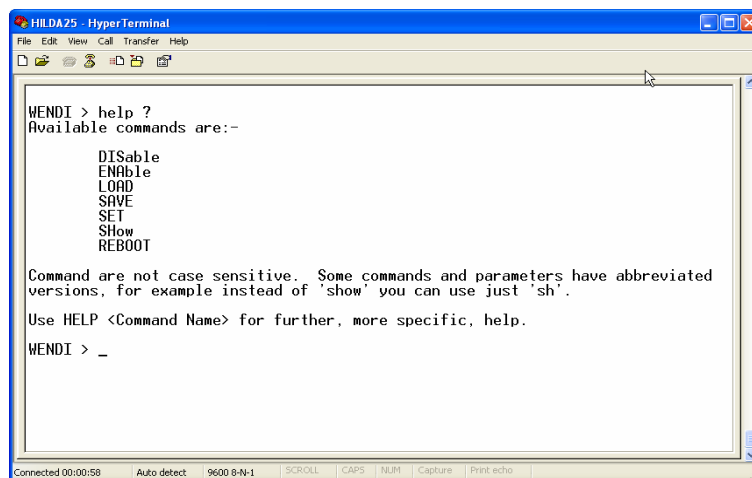 HILDA25 - HyperTerminal
File Edit View Call Transfer Help
WENDI > help ?
Available commands are:-
DISable
ENAble
LOAD
SAVE
SET
SHow
REBOOT
Command are not case sensitive.  Some commands and parameters have abbreviated
versions, for example instead of 'show' you can use just 'sh'.
Use HELP <Command Name> for further, more specific, help.
WENDI > _
Connected 00:00:58 Auto detect 9600 8-N-1 SCROLL CAPS NUM Capture Print echo